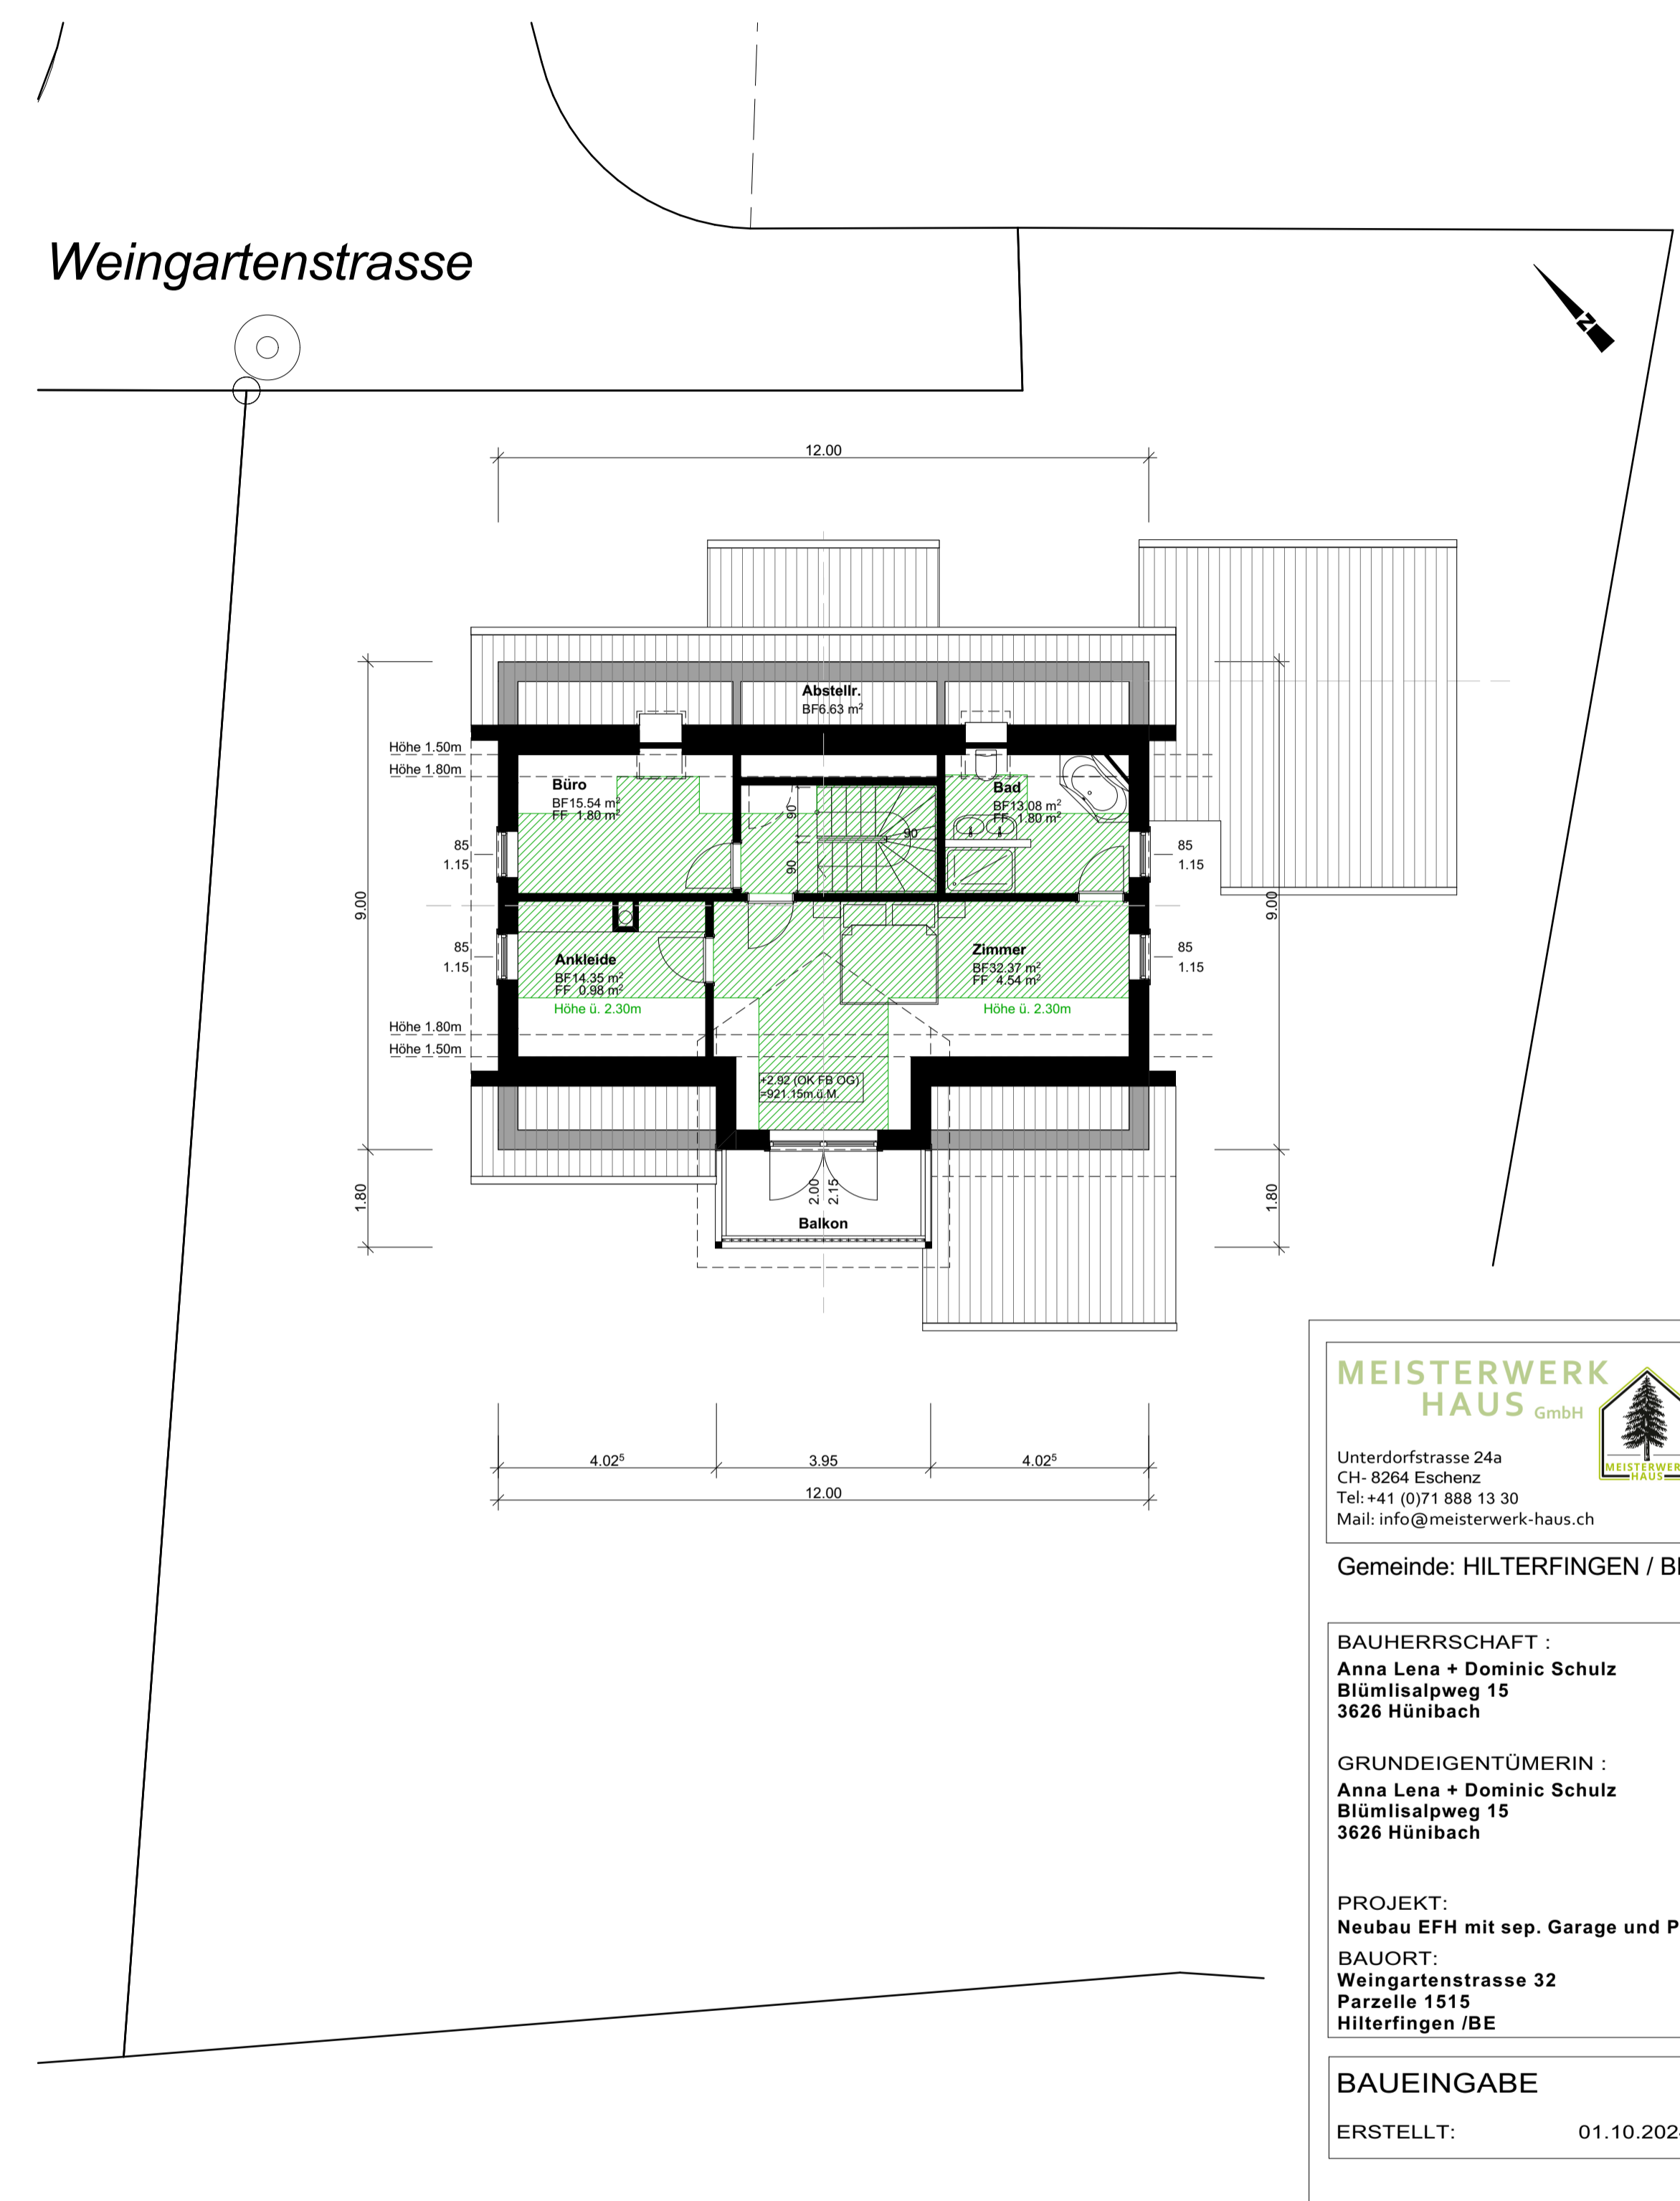 Weingartenstrasse
N
12.00
Abstellr.
BF6.63 m²
Höhe 1.50m
Höhe 1.80m
Büro
BF15.54 m²
FF 1.80 m²
Bad
BF13.08 m²
FF 1.80 m²
90
90
90
85
1.15
85
1.15
9.00
9.00
85
1.15
85
1.15
Ankleide
BF14.35 m²
FF 0.98 m²
Höhe ü. 2.30m
Zimmer
BF32.37 m²
FF 4.54 m²
Höhe ü. 2.30m
Höhe 1.80m
Höhe 1.50m
+2.92 (OK FB OG)
=921.15m.ü.M.
1.80
2.00
2.15
1.80
Balkon
4.02⁵
3.95
4.02⁵
12.00
MEISTERWERK
HAUS GmbH
MEISTERWER
HAUS
Unterdorfstrasse 24a
CH- 8264 Eschenz
Tel: +41 (0)71 888 13 30
Mail: info@meisterwerk-haus.ch
Gemeinde: HILTERFINGEN /
BAUHERRSCHAFT :
Anna Lena + Dominic Schulz
Blümlisalpweg 15
3626 Hünibach
GRUNDEIGENTÜMERIN :
Anna Lena + Dominic Schulz
Blümlisalpweg 15
3626 Hünibach
PROJEKT:
Neubau EFH mit sep. Garage und P
BAUORT:
Weingartenstrasse 32
Parzelle 1515
Hilterfingen /BE
BAUEINGABE
ERSTELLT: 01.10.202